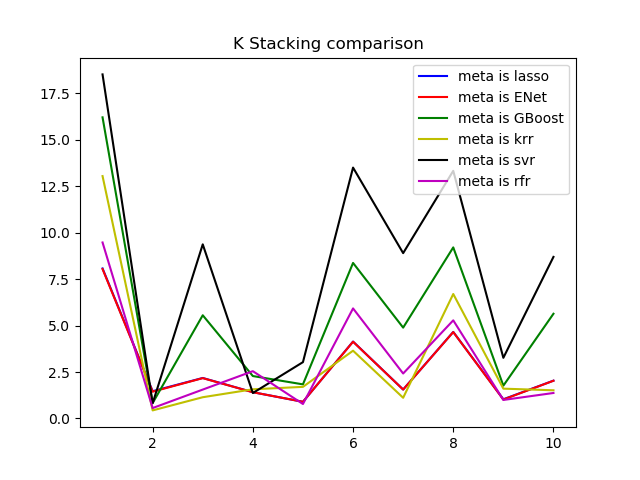 K Stacking comparison
meta is lasso
meta is ENet
meta is GBoost
meta is krr
meta is svr
meta is rfr
17.5
15.0
12.5
10.0
7.5
5.0
2.5
0.0
2 4 6 8 10